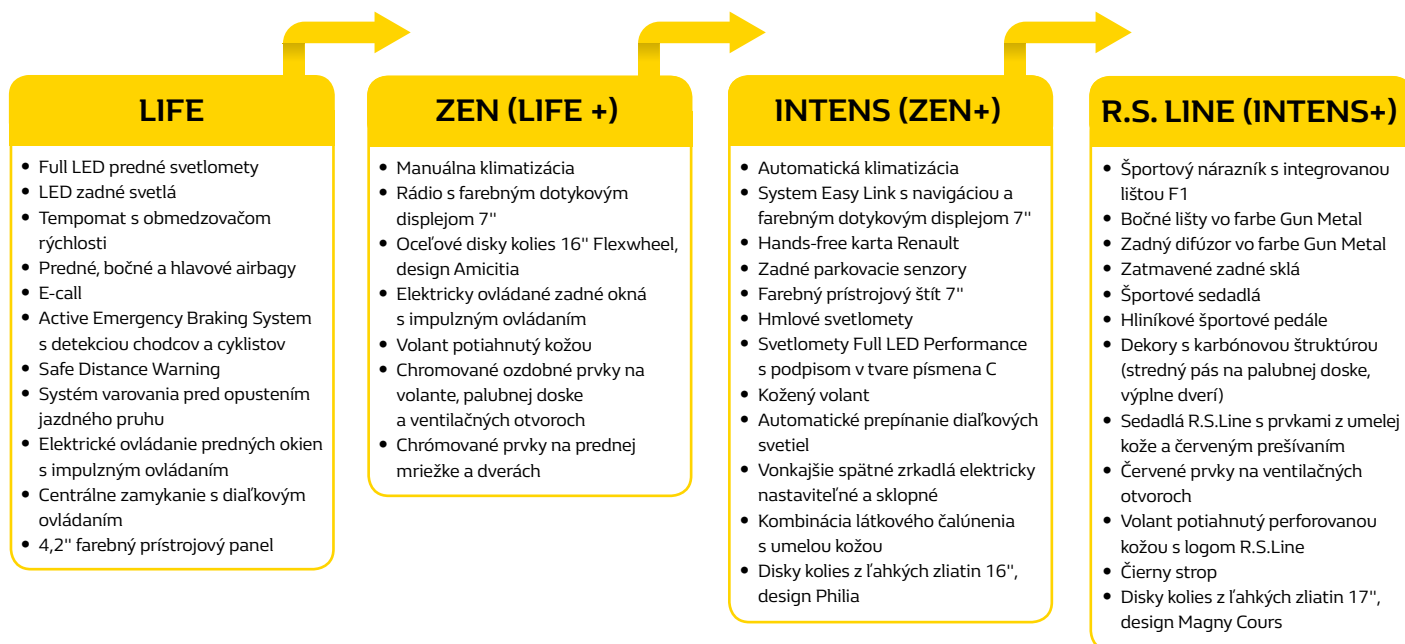 LIFE
• Full LED predné svetlomety
• LED zadné svetlá
• Tempomat s obmedzovačom
rýchlosti
• Predné, bočné a hlavové airbagy
• E-call
• Active Emergency Braking System
s detekciou chodcov a cyklistov
• Safe Distance Warning
• Systém varovania pred opustením
jazdného pruhu
• Elektrické ovládanie predných okien
s impulzným ovládaním
• Centrálne zamykanie s diaľkovým
ovládaním
• 4,2" farebný prístrojový panel
ZEN (LIFE +)
• Manuálna klimatizácia
• Rádio s farebným dotykovým
displejom 7"
• Oceľové disky kolies 16" Flexwheel,
design Amicitia
• Elektricky ovládané zadné okná
s impulzným ovládaním
• Volant potiahnutý kožou
• Chromované ozdobné prvky na
volante, palubnej doske
a ventilačných otvoroch
• Chrómované prvky na prednej
mriežke a dverách
INTENS (ZEN+)
• Automatická klimatizácia
• System Easy Link s navigáciou a
farebným dotykovým displejom 7"
• Hands-free karta Renault
• Zadné parkovacie senzory
• Farebný prístrojový štít 7"
• Hmlové svetlomety
• Svetlomety Full LED Performance
s podpisom v tvare písmena C
• Kožený volant
• Automatické prepínanie diaľkových
svetiel
• Vonkajšie spätné zrkadlá elektricky
nastaviteľné a sklopné
• Kombinácia látkového čalúnenia
s umelou kožou
• Disky kolies z ľahkých zliatin 16",
design Philia
R.S. LINE (INTENS+)
• Športový nárazník s integrovanou
lištou F1
• Bočné lišty vo farbe Gun Metal
• Zadný difúzor vo farbe Gun Metal
• Zatmavené zadné sklá
• Športové sedadlá
• Hliníkové športové pedále
• Dekory s karbónovou štruktúrou
(stredný pás na palubnej doske,
výplne dverí)
• Sedadlá R.S.Line s prvkami z umelej
kože a červeným prešívaním
• Červené prvky na ventilačných
otvoroch
• Volant potiahnutý perforovanou
kožou s logom R.S.Line
• Čierny strop
• Disky kolies z ľahkých zliatin 17",
design Magny Cours